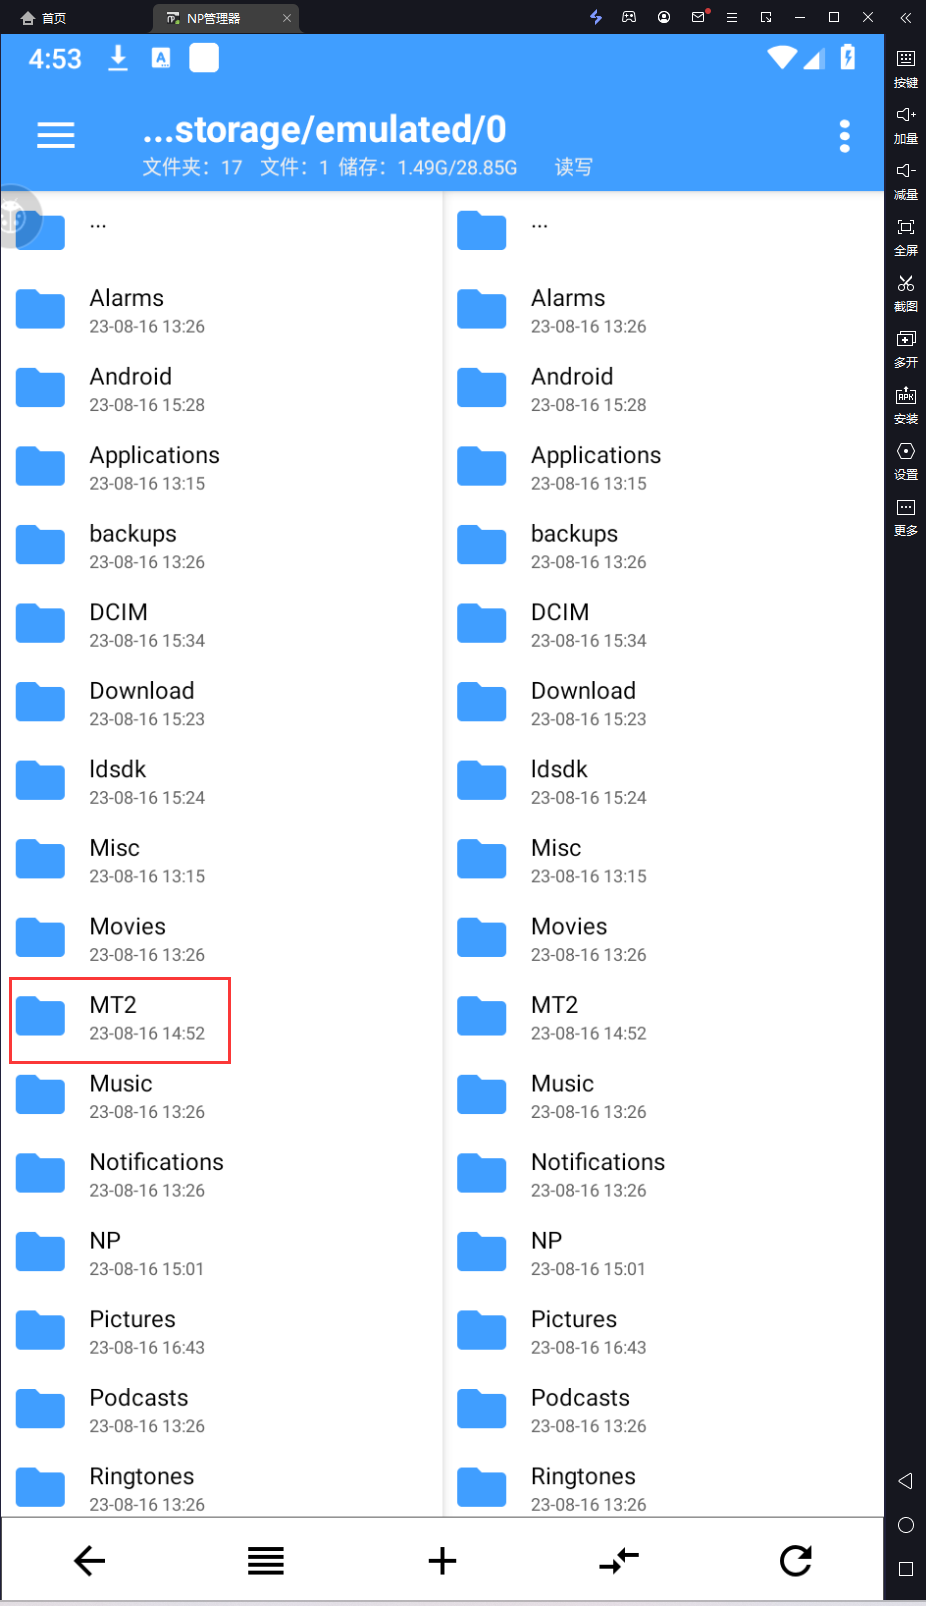 首页
NP管理器
4:53
A
...storage/emulated/0
文件夹：17 文件：1 储存：1.49G/28.85G 读写
...
Alarms
23-08-16 13:26
Android
23-08-16 15:28
Applications
23-08-16 13:15
backups
23-08-16 13:26
DCIM
23-08-16 15:34
Download
23-08-16 15:23
ldsdk
23-08-16 15:24
Misc
23-08-16 13:15
Movies
23-08-16 13:26
MT2
23-08-16 14:52
Music
23-08-16 13:26
Notifications
23-08-16 13:26
NP
23-08-16 15:01
Pictures
23-08-16 16:43
Podcasts
23-08-16 13:26
Ringtones
23-08-16 13:26
...
Alarms
23-08-16 13:26
Android
23-08-16 15:28
Applications
23-08-16 13:15
backups
23-08-16 13:26
DCIM
23-08-16 15:34
Download
23-08-16 15:23
ldsdk
23-08-16 15:24
Misc
23-08-16 13:15
Movies
23-08-16 13:26
MT2
23-08-16 14:52
Music
23-08-16 13:26
Notifications
23-08-16 13:26
NP
23-08-16 15:01
Pictures
23-08-16 16:43
Podcasts
23-08-16 13:26
Ringtones
23-08-16 13:26
按键
加量
减量
全屏
截图
多开
APK
安装
设置
更多